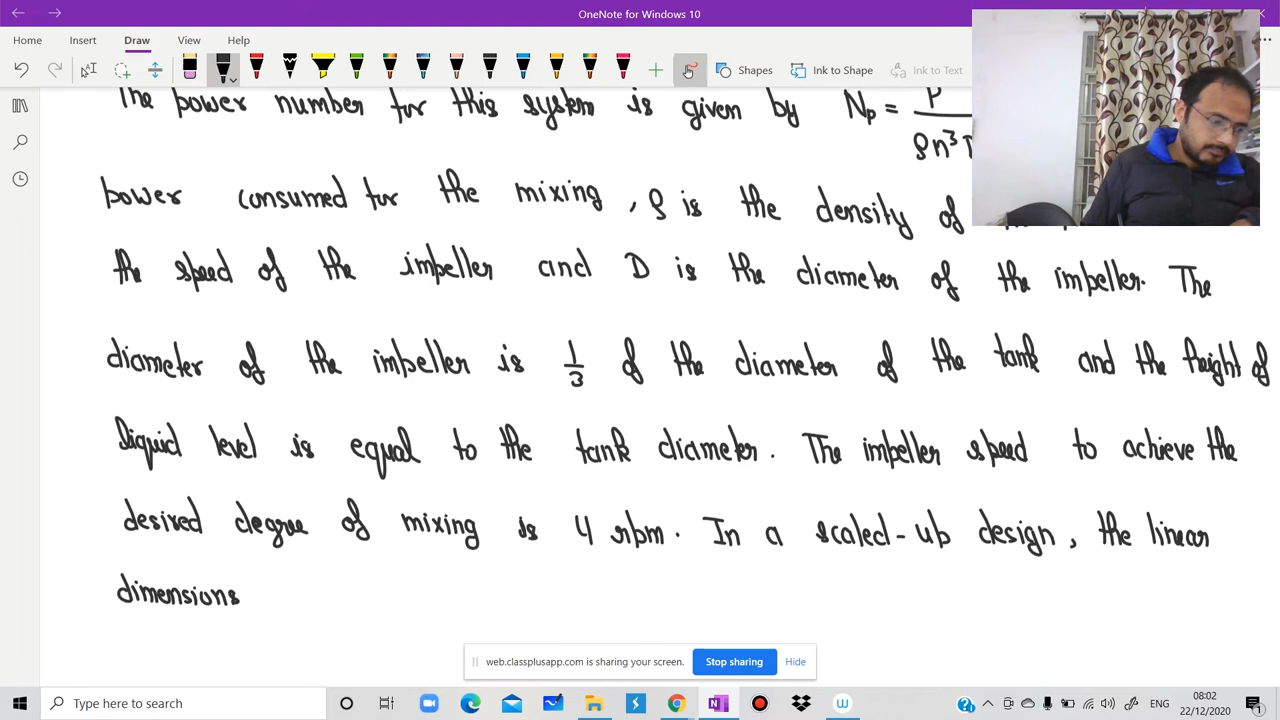 OneNote for Windows 10
Home Insert Draw View Help
Shapes Ink to Shape Ink to Text
The power number for this system is given by Np = P
ρn³
power consumed for the mixing, ρ is the density of
the speed of the impeller and D is the diameter of the impeller. The
diameter of the impeller is 1/3 of the diameter of the tank and the height of
liquid level is equal to the tank diameter. The impeller speed to achieve the
desired degree of mixing is 4 rpm. In a scaled-up design, the linear
dimensions
web.classplusapp.com is sharing your screen. Stop sharing Hide
Type here to search
ENG
08:02
22/12/2020